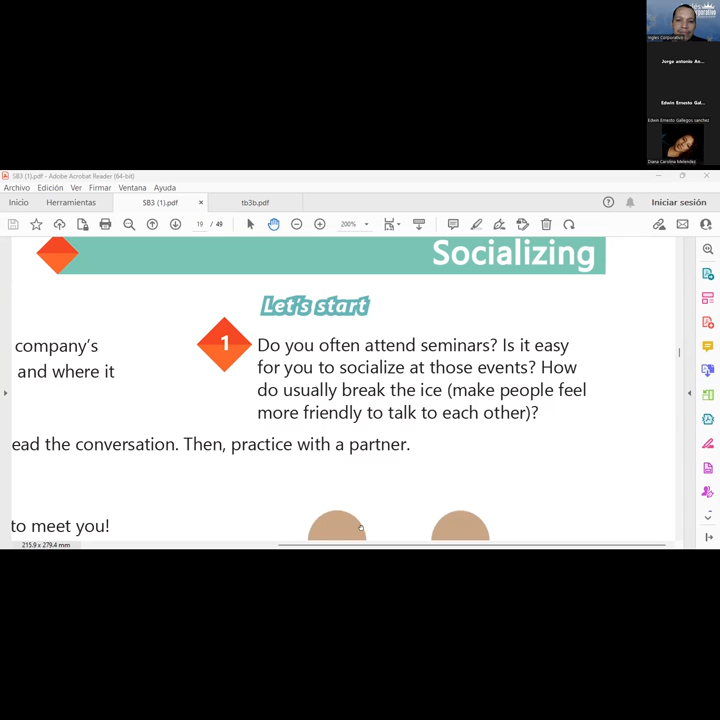 Inglés Corporativo
Jorge antonio An...
Edwin Ernesto Gal...
Edwin Ernesto Gallegos sanchez
Diana Carolina Melendez
SB3 (1).pdf - Adobe Acrobat Reader (64-bit)
Archivo Edición Ver Firmar Ventana Ayuda
Inicio Herramientas SB3 (1).pdf tb3b.pdf Iniciar sesión
19 / 49 200%
Socializing
Let's start
1
Do you often attend seminars? Is it easy
for you to socialize at those events? How
do usually break the ice (make people feel
more friendly to talk to each other)?
company's
and where it
ead the conversation. Then, practice with a partner.
to meet you!
215.9 x 279.4 mm